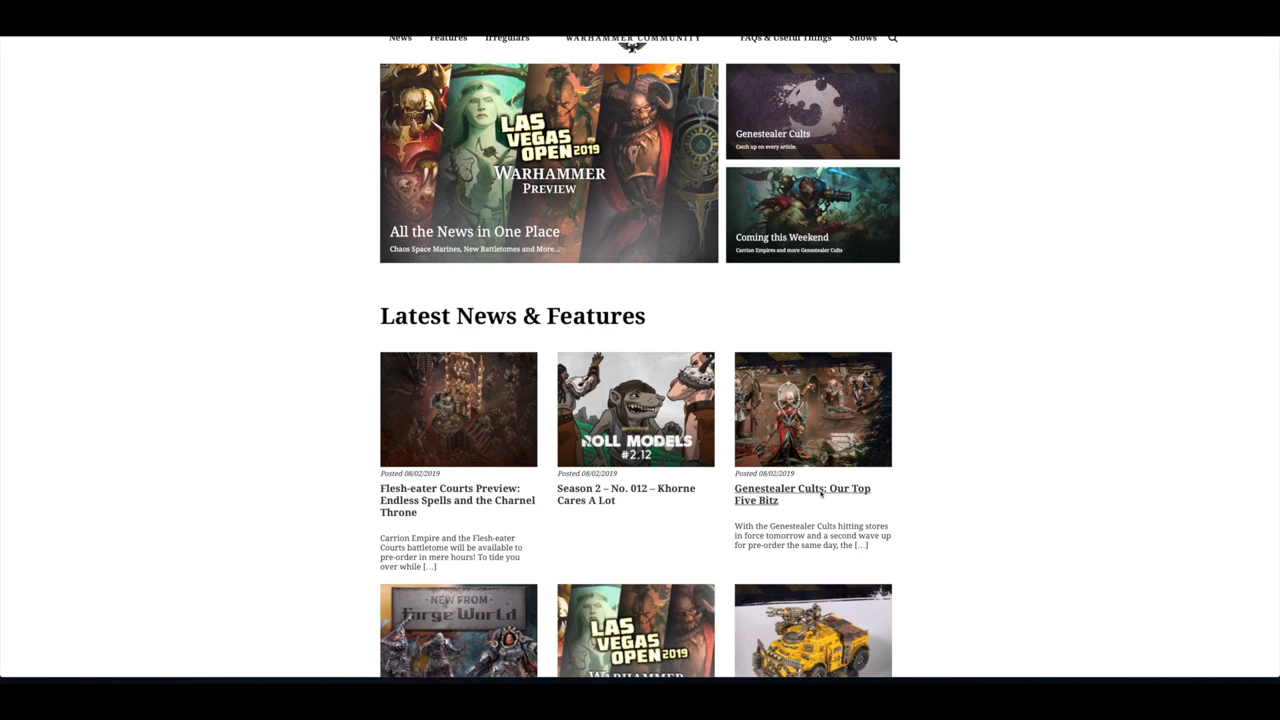 News Features Irregulars WARHAMMER COMMUNITY FAQs & Useful Things Shows
LAS
VEGAS
OPEN 2019
WARHAMMER
PREVIEW
All the News in One Place
Chaos Space Marines, New Battletomes and More...
Genestealer Cults
Catch up on every article.
Coming this Weekend
Carrion Empires and more Genestealer Cults
Latest News & Features
Posted 08/02/2019
Flesh-eater Courts Preview:
Endless Spells and the Charnel
Throne
Carrion Empire and the Flesh-eater
Courts battletome will be available to
pre-order in mere hours! To tide you
over while [...]
ROLL MODELS
#2.12
Posted 08/02/2019
Season 2 – No. 012 – Khorne
Cares A Lot
Posted 08/02/2019
Genestealer Cults: Our Top
Five Bitz
With the Genestealer Cults hitting stores
in force tomorrow and a second wave up
for pre-order the same day, the [...]
-NEW FROM-
Forge World
LAS
VEGAS
OPEN 2019
WARHAMMER